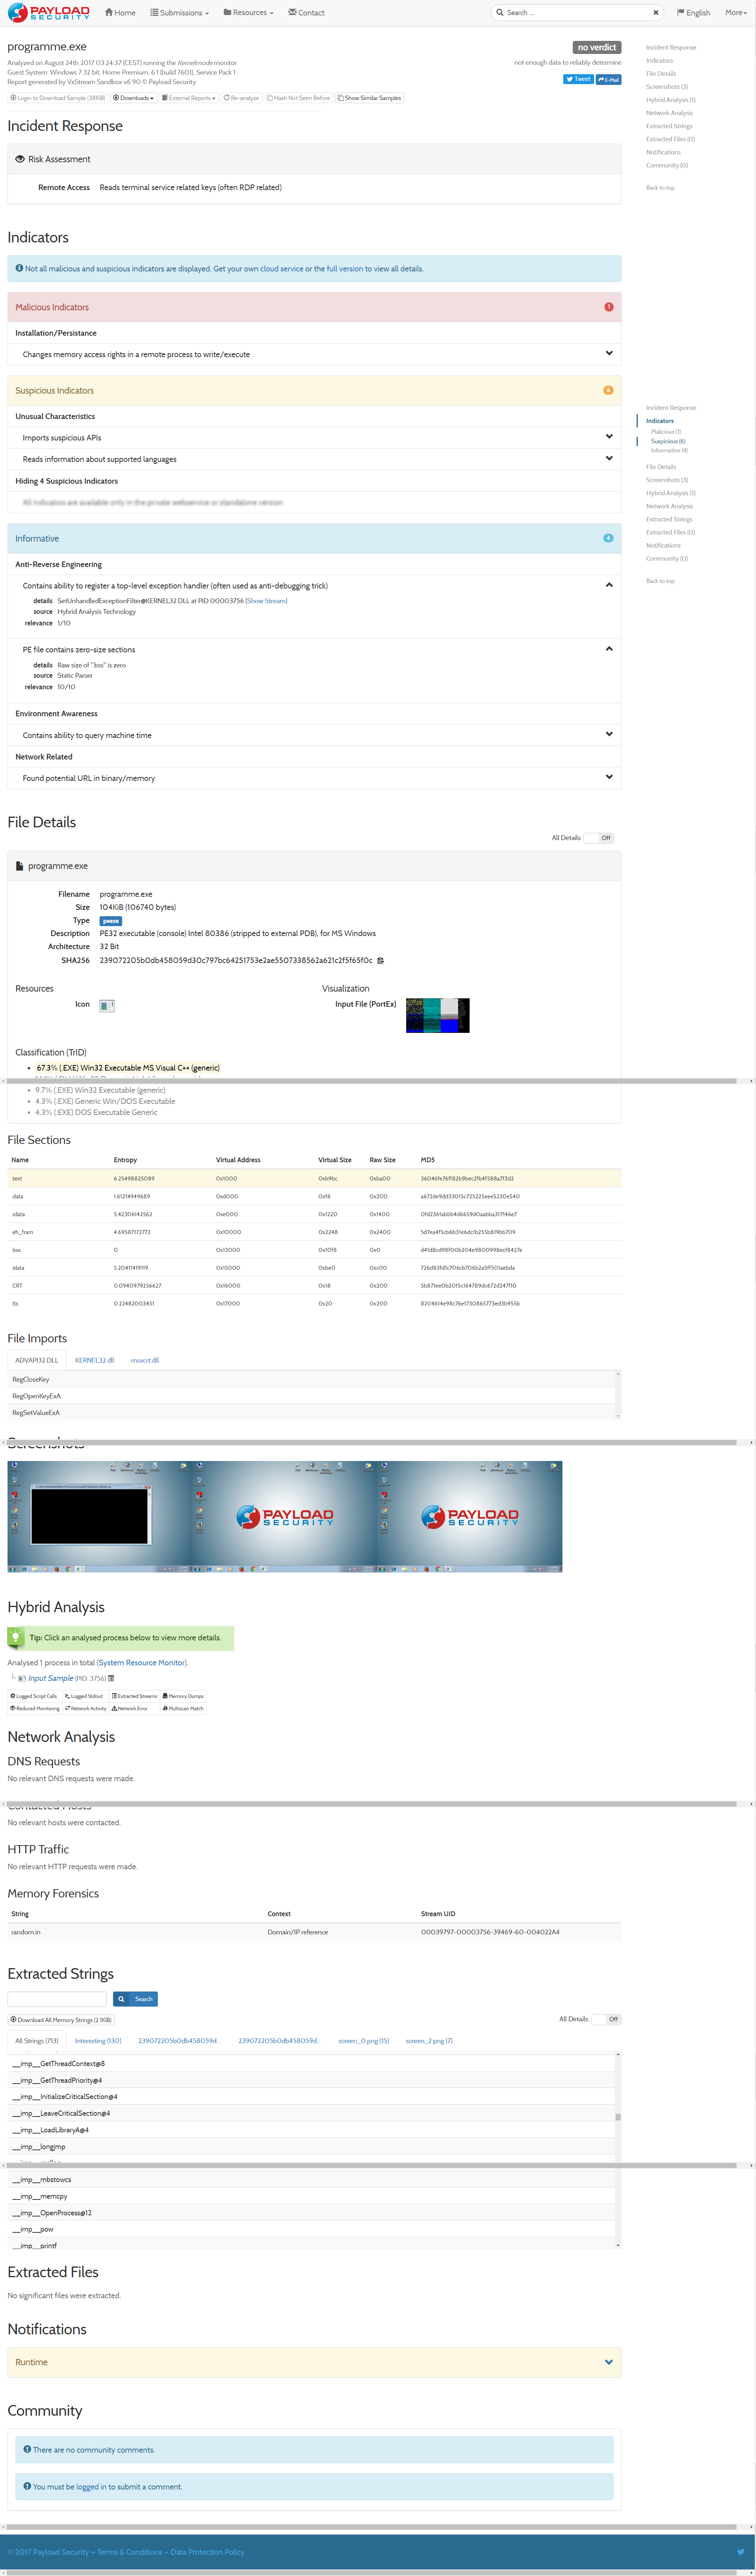 PAYLOAD SECURITY
Home
Submissions
Resources
Contact
Search ...
English
More
programme.exe
no verdict
Analyzed on August 24th 2017 03:24:37 (CEST) running the Kernelmode monitor
not enough data to reliably determine
Guest System: Windows 7 32 bit, Home Premium, 6.1 (build 7601), Service Pack 1
Report generated by VxStream Sandbox v6.90 © Payload Security
Tweet
E-Mail
Login to Download Sample (38KiB)
Downloads
External Reports
Re-analyze
Hash Not Seen Before
Show Similar Samples
Incident Response
Indicators
File Details
Screenshots (3)
Hybrid Analysis (1)
Network Analysis
Extracted Strings
Extracted Files (0)
Notifications
Community (0)
Back to top
Incident Response
Risk Assessment
Remote Access Reads terminal service related keys (often RDP related)
Indicators
Not all malicious and suspicious indicators are displayed. Get your own cloud service or the full version to view all details.
Malicious Indicators 1
Installation/Persistance
Changes memory access rights in a remote process to write/execute
Suspicious Indicators 6
Unusual Characteristics
Imports suspicious APIs
Reads information about supported languages
Hiding 4 Suspicious Indicators
All indicators are available only in the private webservice or standalone version
Incident Response
Indicators
Malicious (1)
Suspicious (6)
Informative (4)
File Details
Screenshots (3)
Hybrid Analysis (1)
Network Analysis
Extracted Strings
Extracted Files (0)
Notifications
Community (0)
Back to top
Informative 4
Anti-Reverse Engineering
Contains ability to register a top-level exception handler (often used as anti-debugging trick)
details SetUnhandledExceptionFilter@KERNEL32.DLL at PID 00003756 (Show Stream)
source Hybrid Analysis Technology
relevance 1/10
PE file contains zero-size sections
details Raw size of ".bss" is zero
source Static Parser
relevance 10/10
Environment Awareness
Contains ability to query machine time
Network Related
Found potential URL in binary/memory
File Details
All Details: Off
programme.exe
Filename programme.exe
Size 104KiB (106740 bytes)
Type peexe
Description PE32 executable (console) Intel 80386 (stripped to external PDB), for MS Windows
Architecture 32 Bit
SHA256 239072205b0db458059d30c797bc64251753e2ae5507338562a621c2f5f65f0c
Resources
Icon
Visualization
Input File (PortEx)
Classification (TrID)
67.3% (.EXE) Win32 Executable MS Visual C++ (generic)
9.7% (.EXE) Win32 Executable (generic)
4.3% (.EXE) Generic Win/DOS Executable
4.3% (.EXE) DOS Executable Generic
File Sections
Name Entropy Virtual Address Virtual Size Raw Size MD5
.text 6.23498825089 0x1000 0xb9bc 0xba00 36046fe76ff82b9bec2fb4f588a7f3d2
.data 1.61214949689 0xd000 0xf8 0x200 a672de9dd33015c725225eee5230e540
.rdata 5.42306142562 0xe000 0x1220 0x1400 0fd2361abbb4d6659d0aabba317146e7
.eh_fram 4.69587172772 0x10000 0x2248 0x2400 5d7ea4f5cb6b31e6dc1b255b819bb709
.bss 0 0x13000 0x10f8 0x0 d41d8cd98f00b204e9800998ecf8427e
.idata 5.20411419119 0x15000 0xbe0 0xc00 726d83fd1c706cb706b2a5ff501aebda
.CRT 0.0940979256627 0x16000 0x18 0x200 5b871ee0b2015c164789dc672d247f10
.tls 0.22482003451 0x17000 0x20 0x200 8204614e98c76e1730865773ed3b955b
File Imports
ADVAPI32.DLL KERNEL32.dll msvcrt.dll
RegCloseKey
RegOpenKeyExA
RegSetValueExA
Screenshots
PAYLOAD SECURITY
PAYLOAD SECURITY
Hybrid Analysis
Tip: Click an analysed process below to view more details.
Analysed 1 process in total (System Resource Monitor).
Input Sample (PID: 3756)
Logged Script Calls
Logged Stdout
Extracted Streams
Memory Dumps
Reduced Monitoring
Network Activity
Network Error
Multiscan Match
Network Analysis
DNS Requests
No relevant DNS requests were made.
Contacted Hosts
No relevant hosts were contacted.
HTTP Traffic
No relevant HTTP requests were made.
Memory Forensics
String Context Stream UID
random.in Domain/IP reference 00039797-00003756-39469-60-004022A4
Extracted Strings
Search
Download All Memory Strings (2.1KiB)
All Details: Off
All Strings (713) Interesting (130) 239072205b0db458059d... 239072205b0db458059d... screen_0.png (15) screen_2.png (7)
__imp__GetThreadContext@8
__imp__GetThreadPriority@4
__imp__InitializeCriticalSection@4
__imp__LeaveCriticalSection@4
__imp__LoadLibraryA@4
__imp__longjmp
__imp__mbstowcs
__imp__memcpy
__imp__OpenProcess@12
__imp__pow
__imp__printf
Extracted Files
No significant files were extracted.
Notifications
Runtime
Community
There are no community comments.
You must be logged in to submit a comment.
© 2017 Payload Security – Terms & Conditions – Data Protection Policy